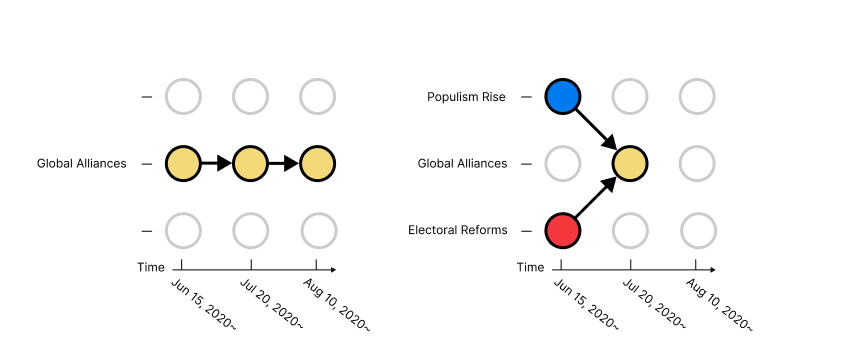 Global Alliances
Time
Jun 15, 2020~
Jul 20, 2020~
Aug 10, 2020~
Populism Rise
Global Alliances
Electoral Reforms
Time
Jun 15, 2020~
Jul 20, 2020~
Aug 10, 2020~